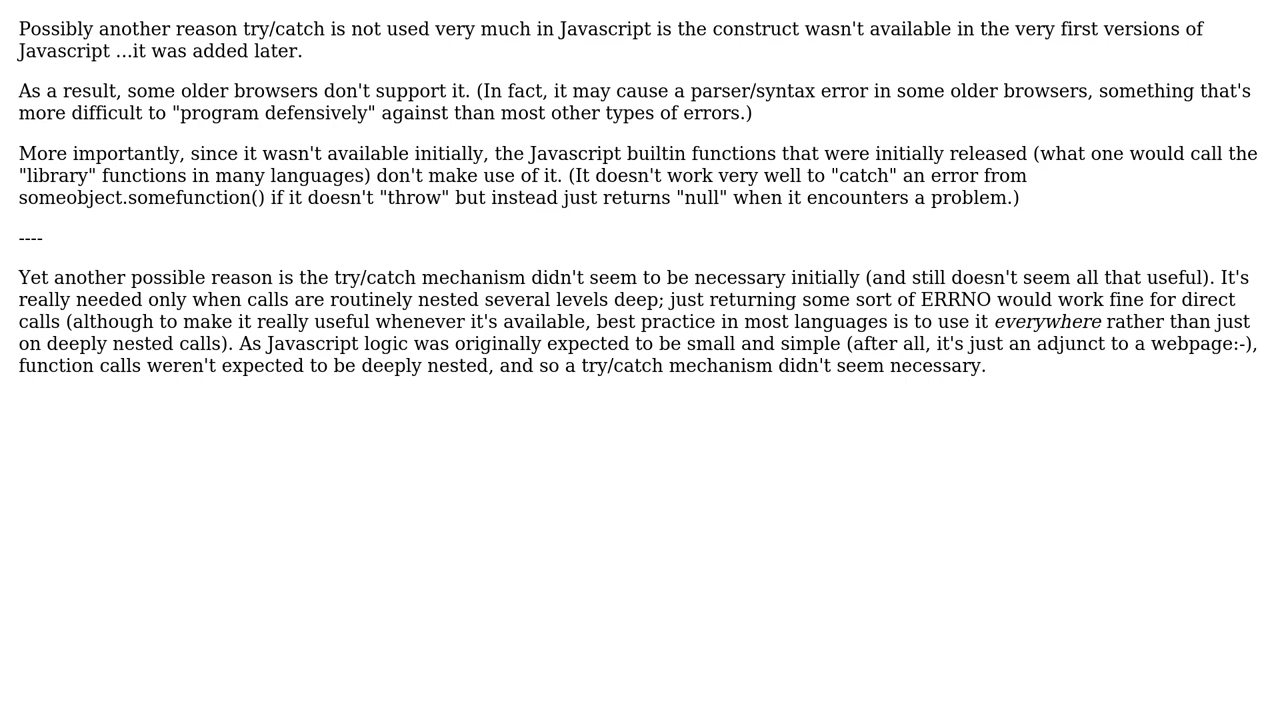 Possibly another reason try/catch is not used very much in Javascript is the construct wasn't available in the very first versions of
Javascript ...it was added later.
As a result, some older browsers don't support it. (In fact, it may cause a parser/syntax error in some older browsers, something that's
more difficult to "program defensively" against than most other types of errors.)
More importantly, since it wasn't available initially, the Javascript builtin functions that were initially released (what one would call the
"library" functions in many languages) don't make use of it. (It doesn't work very well to "catch" an error from
someobject.somefunction() if it doesn't "throw" but instead just returns "null" when it encounters a problem.)
----
Yet another possible reason is the try/catch mechanism didn't seem to be necessary initially (and still doesn't seem all that useful). It's
really needed only when calls are routinely nested several levels deep; just returning some sort of ERRNO would work fine for direct
calls (although to make it really useful whenever it's available, best practice in most languages is to use it everywhere rather than just
on deeply nested calls). As Javascript logic was originally expected to be small and simple (after all, it's just an adjunct to a webpage:-),
function calls weren't expected to be deeply nested, and so a try/catch mechanism didn't seem necessary.